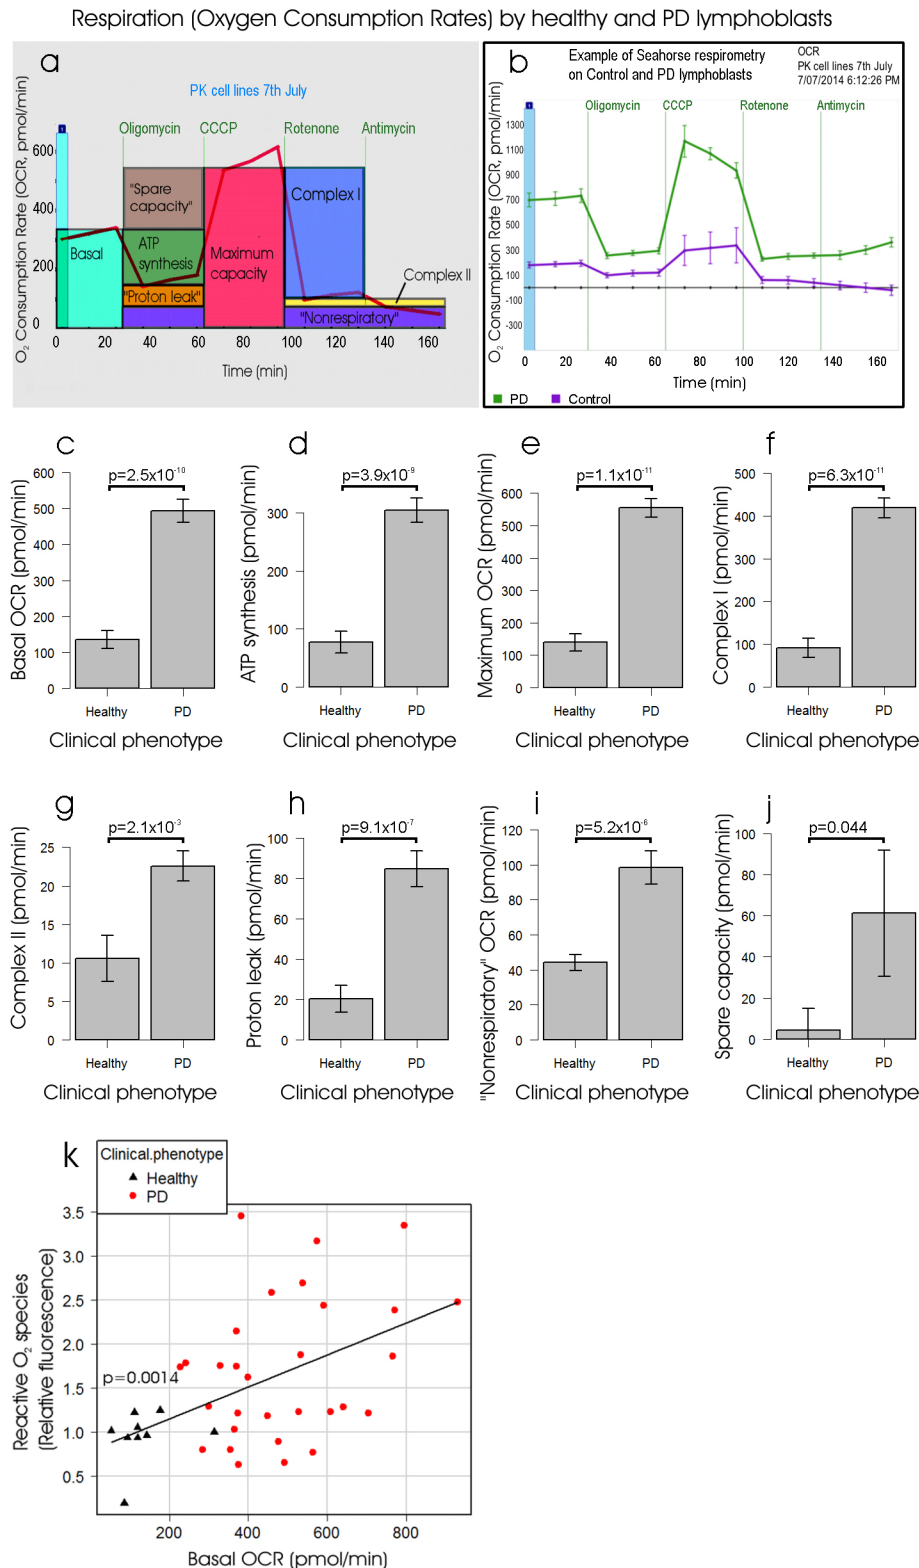 Respiration (Oxygen Consumption Rates) by healthy and PD lymphoblasts
a
PK cell lines 7th July
Oligomycin CCCP Rotenone Antimycin
O₂ Consumption Rate (OCR, pmol/min)
600
400
200
0
"Spare
capacity"
Basal
ATP
synthesis
"Proton leak"
Maximum
capacity
Complex I
Complex II
"Nonrespiratory"
0 20 40 60 80 100 120 140 160
Time (min)
b
Example of Seahorse respirometry
on Control and PD lymphoblasts
OCR
PK cell lines 7th July
7/07/2014 6:12:26 PM
Oligomycin CCCP Rotenone Antimycin
O₂ Consumption Rate (OCR, pmol/min)
1300
1100
900
700
500
300
100
-100
-300
0 20 40 60 80 100 120 140 160
Time (min)
PD Control
c
p=2.5x10⁻¹⁰
Basal OCR (pmol/min)
600
500
400
300
200
100
0
Healthy PD
Clinical phenotype
d
p=3.9x10⁻⁹
ATP synthesis (pmol/min)
300
200
100
0
Healthy PD
Clinical phenotype
e
p=1.1x10⁻¹¹
Maximum OCR (pmol/min)
600
500
400
300
200
100
0
Healthy PD
Clinical phenotype
f
p=6.3x10⁻¹¹
Complex I (pmol/min)
500
400
300
200
100
0
Healthy PD
Clinical phenotype
g
p=2.1x10⁻³
Complex II (pmol/min)
25
20
15
10
5
0
Healthy PD
Clinical phenotype
h
p=9.1x10⁻⁷
Proton leak (pmol/min)
100
80
60
40
20
0
Healthy PD
Clinical phenotype
i
p=5.2x10⁻⁶
"Nonrespiratory" OCR (pmol/min)
120
100
80
60
40
20
0
Healthy PD
Clinical phenotype
j
p=0.044
Spare capacity (pmol/min)
100
80
60
40
20
0
Healthy PD
Clinical phenotype
k
Clinical.phenotype
Healthy
PD
Reactive O₂ species
(Relative fluorescence)
3.5
3.0
2.5
2.0
1.5
1.0
0.5
p=0.0014
200 400 600 800
Basal OCR (pmol/min)